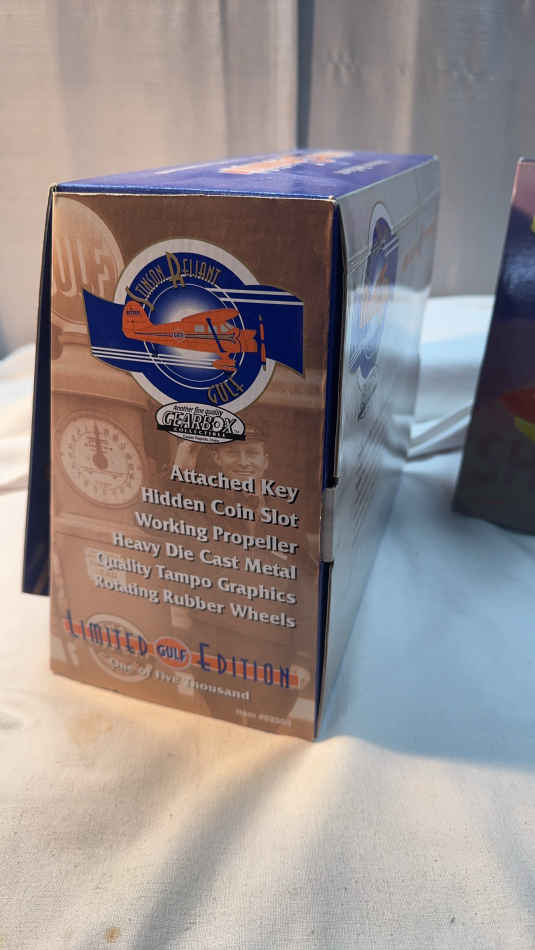 STINSON RELIANT
GULF
Another fine quality
GEARBOX
COLLECTIBLE
Attached Key
Hidden Coin Slot
Working Propeller
Heavy Die Cast Metal
Quality Tampo Graphics
Rotating Rubber Wheels
LIMITED GULF EDITION
One of Five Thousand